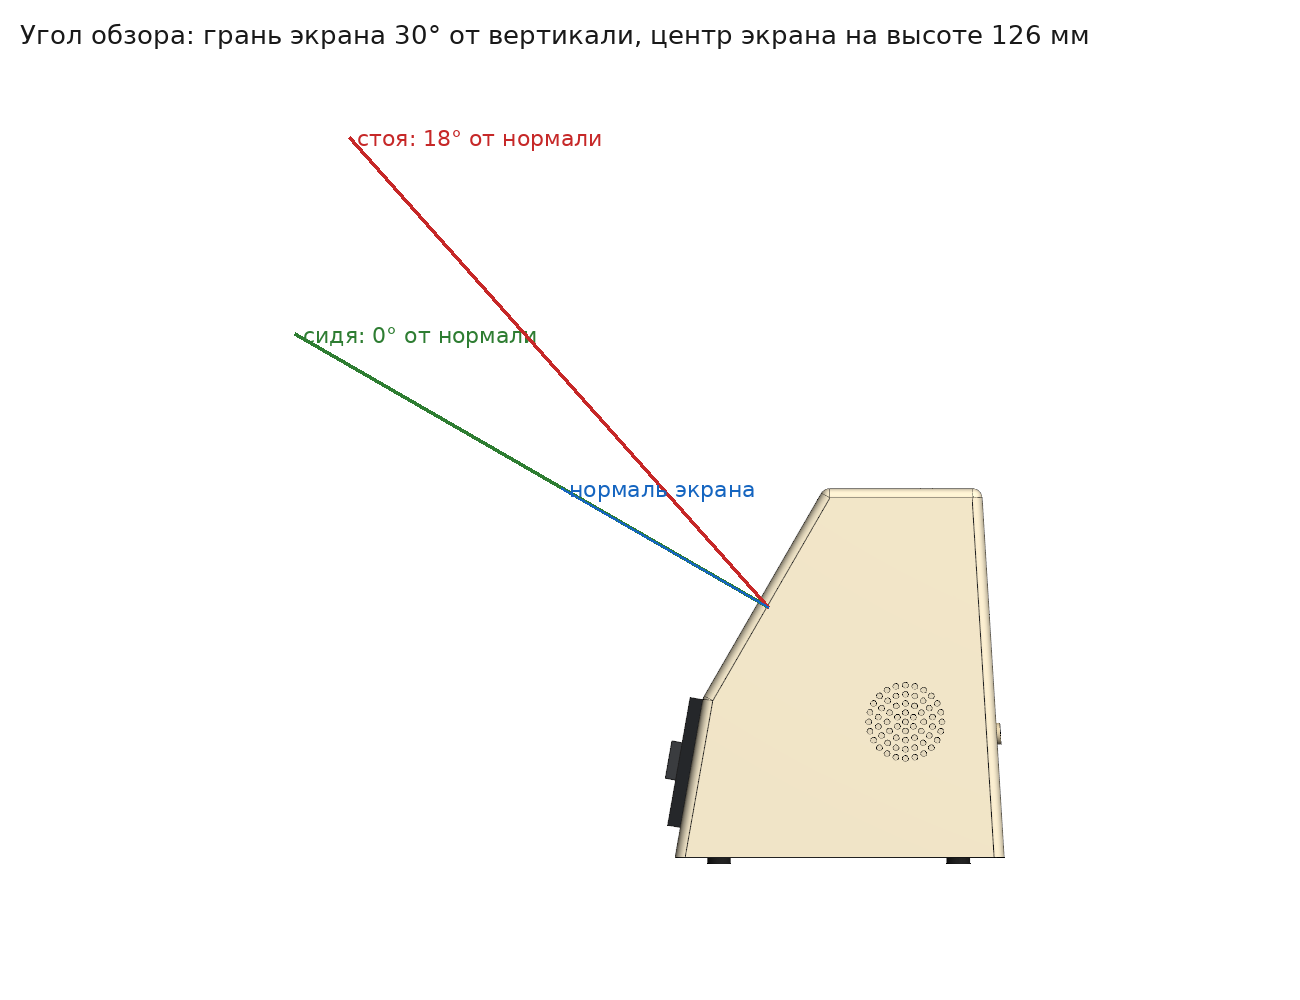 Угол обзора: грань экрана 30° от вертикали, центр экрана на высоте 126 мм
стоя: 18° от нормали
сидя: 0° от нормали
нормаль экрана